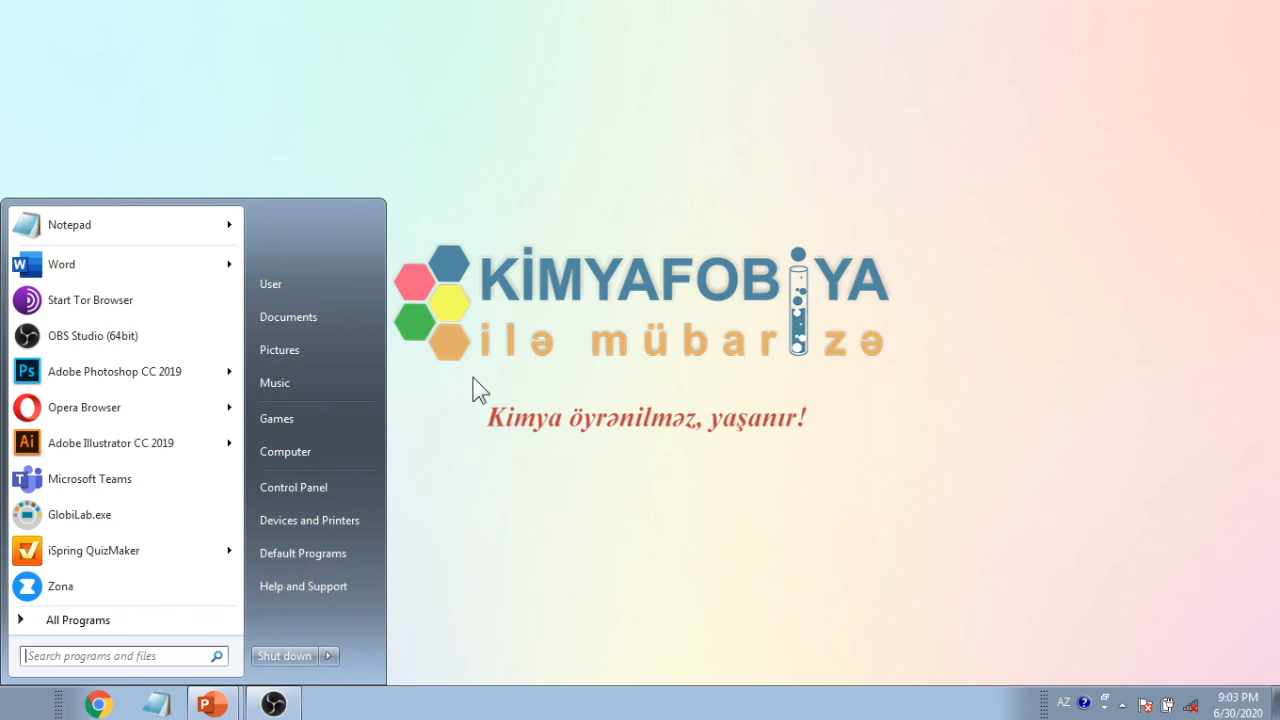 KİMYAFOBİYA
ilə mübarizə
Kimya öyrənilməz, yaşanır!
Notepad
Word
Start Tor Browser
OBS Studio (64bit)
Adobe Photoshop CC 2019
Opera Browser
Adobe Illustrator CC 2019
Microsoft Teams
GlobiLab.exe
iSpring QuizMaker
Zona
All Programs
Search programs and files
User
Documents
Pictures
Music
Games
Computer
Control Panel
Devices and Printers
Default Programs
Help and Support
Shut down
AZ
9:03 PM
6/30/2020